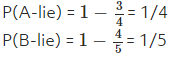 P(A-lie) = 1 − 3/4 = 1/4
P(B-lie) = 1 − 4/5 = 1/5